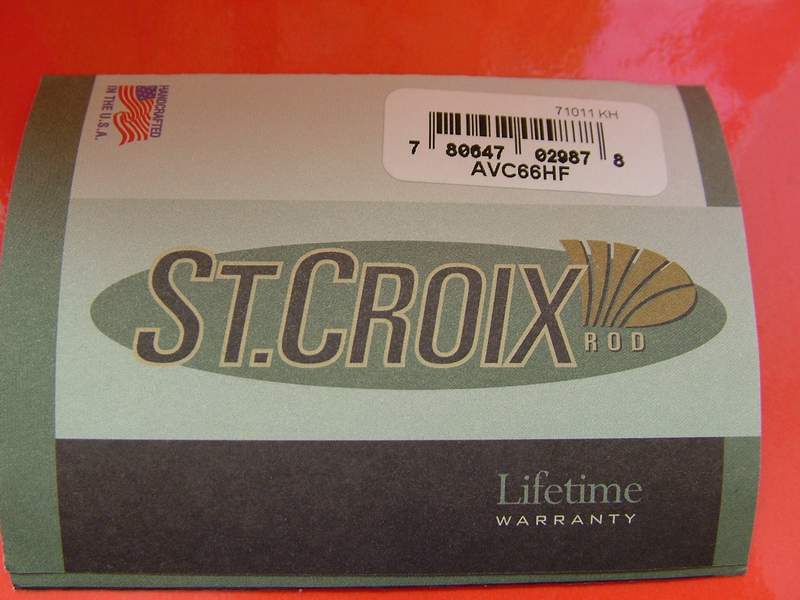 HANDCRAFTED
IN THE U.S.A.
71011 KH
7 80647 02987 8
AVC66HF
ST.CROIX
ROD
Lifetime
WARRANTY